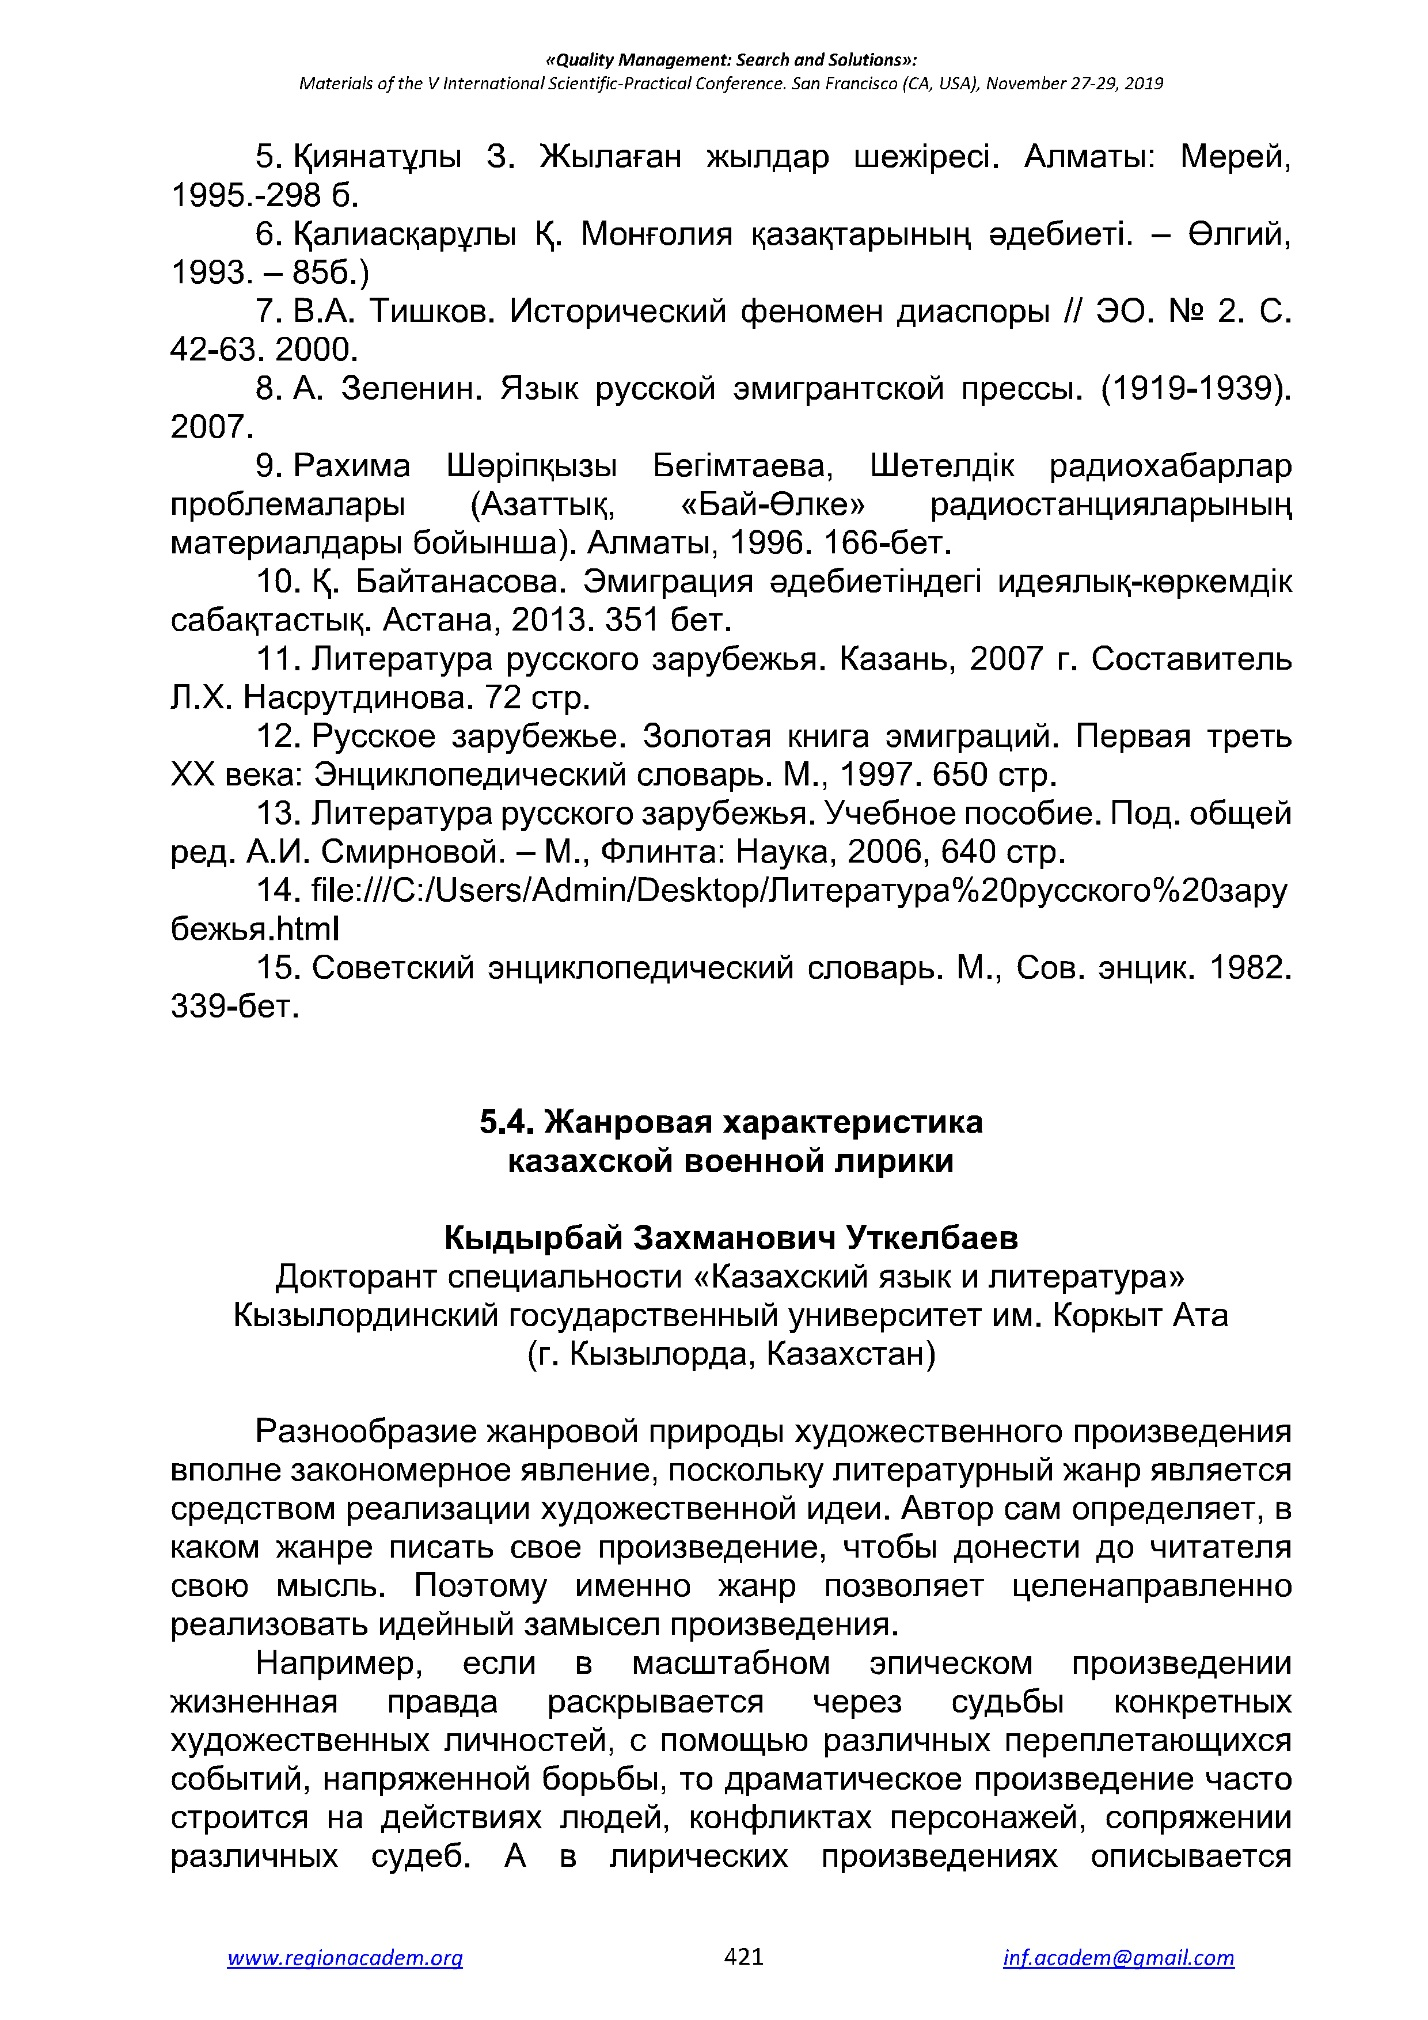 «Quality Management: Search and Solutions»:
Materials of the V International Scientific-Practical Conference. San Francisco (CA, USA), November 27-29, 2019
5. Қиянатұлы З. Жылаған жылдар шежіресі. Алматы: Мерей,
1995.-298 б.
6. Қалиасқарұлы Қ. Монғолия қазақтарының әдебиеті. – Өлгий,
1993. – 85б.)
7. В.А. Тишков. Исторический феномен диаспоры // ЭО. № 2. С.
42-63. 2000.
8. А. Зеленин. Язык русской эмигрантской прессы. (1919-1939).
2007.
9. Рахима Шәріпқызы Бегімтаева, Шетелдік радиохабарлар
проблемалары (Азаттық, «Бай-Өлке» радиостанцияларының
материалдары бойынша). Алматы, 1996. 166-бет.
10. Қ. Байтанасова. Эмиграция әдебиетіндегі идеялық-көркемдік
сабақтастық. Астана, 2013. 351 бет.
11. Литература русского зарубежья. Казань, 2007 г. Составитель
Л.Х. Насрутдинова. 72 стр.
12. Русское зарубежье. Золотая книга эмиграций. Первая треть
ХХ века: Энциклопедический словарь. М., 1997. 650 стр.
13. Литература русского зарубежья. Учебное пособие. Под. общей
ред. А.И. Смирновой. – М., Флинта: Наука, 2006, 640 стр.
14. file:///C:/Users/Admin/Desktop/Литература%20русского%20зару
бежья.html
15. Советский энциклопедический словарь. М., Сов. энцик. 1982.
339-бет.
5.4. Жанровая характеристика
казахской военной лирики
Кыдырбай Захманович Уткелбаев
Докторант специальности «Казахский язык и литература»
Кызылординский государственный университет им. Коркыт Ата
(г. Кызылорда, Казахстан)
Разнообразие жанровой природы художественного произведения
вполне закономерное явление, поскольку литературный жанр является
средством реализации художественной идеи. Автор сам определяет, в
каком жанре писать свое произведение, чтобы донести до читателя
свою мысль. Поэтому именно жанр позволяет целенаправленно
реализовать идейный замысел произведения.
Например, если в масштабном эпическом произведении
жизненная правда раскрывается через судьбы конкретных
художественных личностей, с помощью различных переплетающихся
событий, напряженной борьбы, то драматическое произведение часто
строится на действиях людей, конфликтах персонажей, сопряжении
различных судеб. А в лирических произведениях описывается
www.regionacadem.org 421 inf.academ@gmail.com